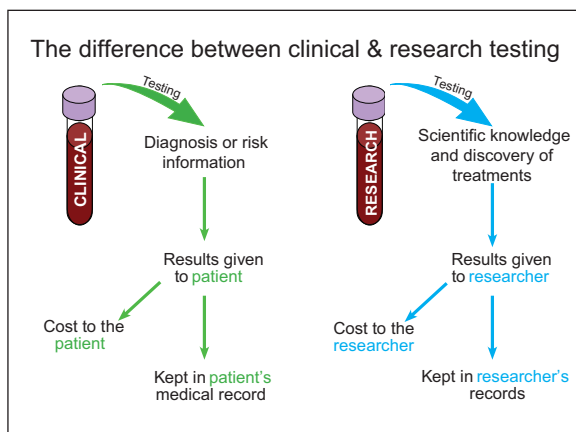 The difference between clinical & research testing
Testing
CLINICAL
Diagnosis or risk
information
Results given
to patient
Cost to the
patient
Kept in patient's
medical record
Testing
RESEARCH
Scientific knowledge
and discovery of
treatments
Results given
to researcher
Cost to the
researcher
Kept in researcher's
records